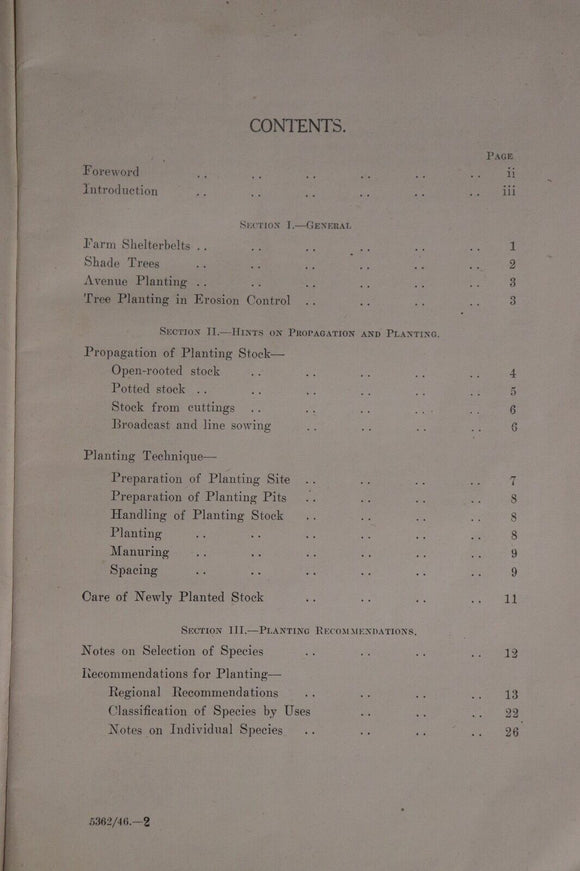 CONTENTS.
PAGE
Foreword .. .. .. .. .. .. ii
Introduction .. .. .. .. .. .. iii
SECTION I.—GENERAL
Farm Shelterbelts .. .. .. .. .. .. 1
Shade Trees .. .. .. .. .. .. 2
Avenue Planting .. .. .. .. .. .. 3
Tree Planting in Erosion Control .. .. .. .. 3
SECTION II.—HINTS ON PROPAGATION AND PLANTING.
Propagation of Planting Stock—
Open-rooted stock .. .. .. .. .. 4
Potted stock .. .. .. .. .. .. 5
Stock from cuttings .. .. .. .. .. 6
Broadcast and line sowing .. .. .. .. 6
Planting Technique—
Preparation of Planting Site .. .. .. .. 7
Preparation of Planting Pits .. .. .. .. 8
Handling of Planting Stock .. .. .. .. 8
Planting .. .. .. .. .. .. 8
Manuring .. .. .. .. .. .. 9
Spacing .. .. .. .. .. .. 9
Care of Newly Planted Stock .. .. .. .. 11
SECTION III.—PLANTING RECOMMENDATIONS.
Notes on Selection of Species .. .. .. .. 12
Recommendations for Planting—
Regional Recommendations .. .. .. .. 13
Classification of Species by Uses .. .. .. 22
Notes on Individual Species .. .. .. .. 26
5362/46.—2